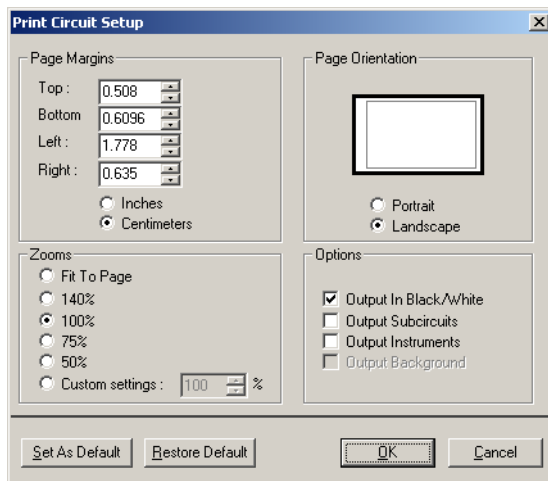 Print Circuit Setup
Page Margins
Top : 0.508
Bottom 0.6096
Left : 1.778
Right : 0.635
Inches
Centimeters
Page Orientation
Portrait
Landscape
Zooms
Fit To Page
140%
100%
75%
50%
Custom settings : 100 %
Options
Output In Black/White
Output Subcircuits
Output Instruments
Output Background
Set As Default Restore Default OK Cancel